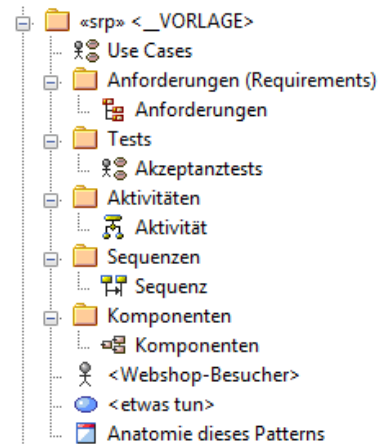 «srp» <__VORLAGE>
Use Cases
Anforderungen (Requirements)
Anforderungen
Tests
Akzeptanztests
Aktivitäten
Aktivität
Sequenzen
Sequenz
Komponenten
Komponenten
<Webshop-Besucher>
<etwas tun>
Anatomie dieses Patterns